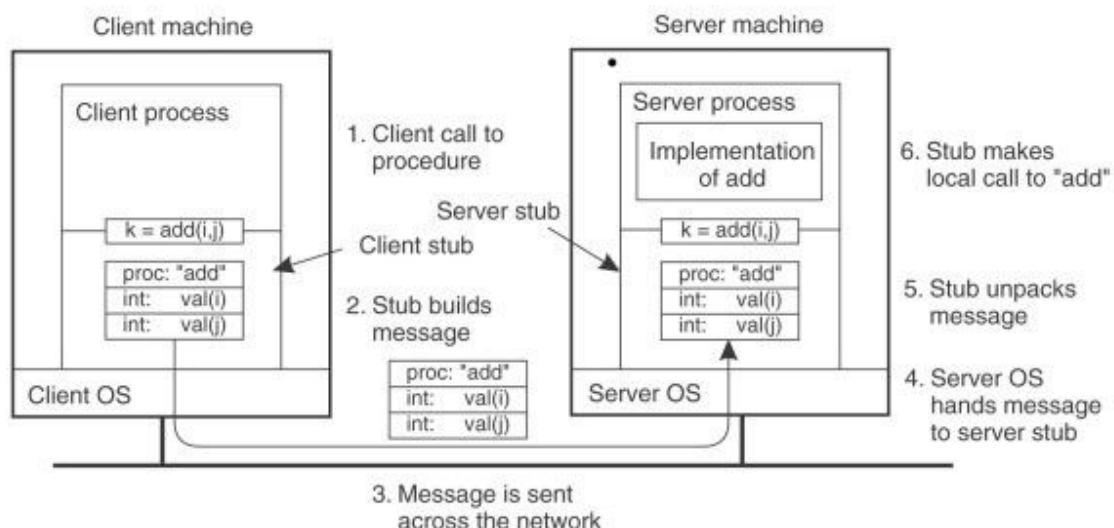 Client machine
Server machine
Client process
1. Client call to
procedure
Server process
Implementation
of add
6. Stub makes
local call to "add"
Server stub
k = add(i,j)
k = add(i,j)
Client stub
proc: "add"
int: val(i)
int: val(j)
2. Stub builds
message
proc: "add"
int: val(i)
int: val(j)
5. Stub unpacks
message
proc: "add"
int: val(i)
int: val(j)
Client OS
Server OS
4. Server OS
hands message
to server stub
3. Message is sent
across the network